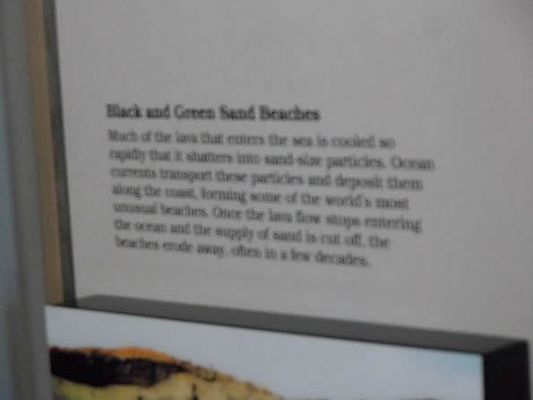 Black and Green Sand Beaches
Much of the lava that enters the sea is cooled so
rapidly that it shatters into sand-size particles. Ocean
currents transport these particles and deposit them
along the coast, forming some of the world's most
unusual beaches. Once the lava flow stops entering
the ocean and the supply of sand is cut off, the
beaches erode away, often in a few decades.